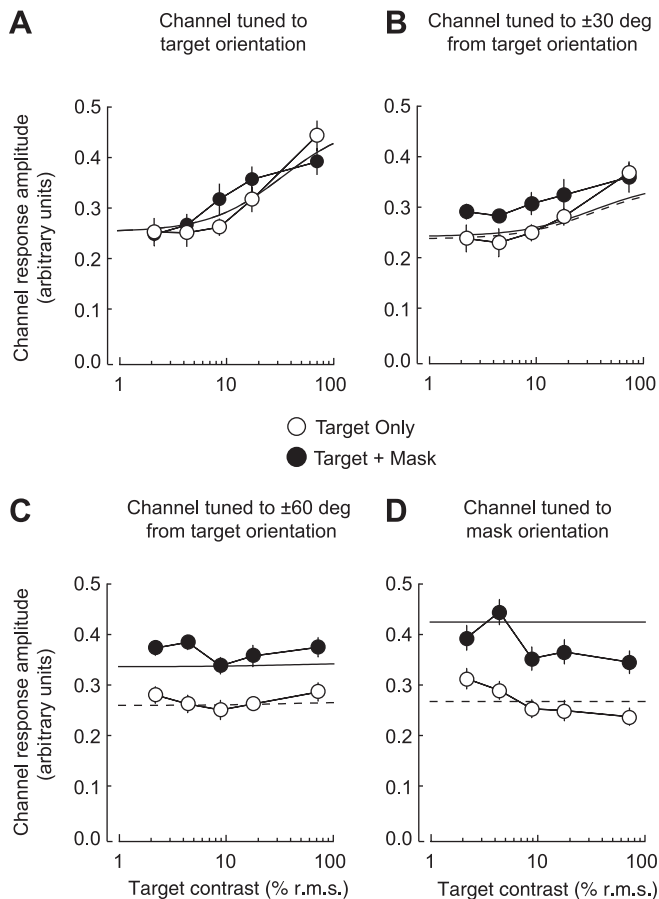 A
Channel tuned to
target orientation
B
Channel tuned to ±30 deg
from target orientation
Channel response amplitude
(arbitrary units)
0.5
0.4
0.3
0.2
0.1
0.0
1
10
100
0.5
0.4
0.3
0.2
0.1
0.0
1
10
100
Target Only
Target + Mask
C
Channel tuned to ±60 deg
from target orientation
D
Channel tuned to
mask orientation
Channel response amplitude
(arbitrary units)
0.5
0.4
0.3
0.2
0.1
0.0
1
10
100
Target contrast (% r.m.s.)
0.5
0.4
0.3
0.2
0.1
0.0
1
10
100
Target contrast (% r.m.s.)